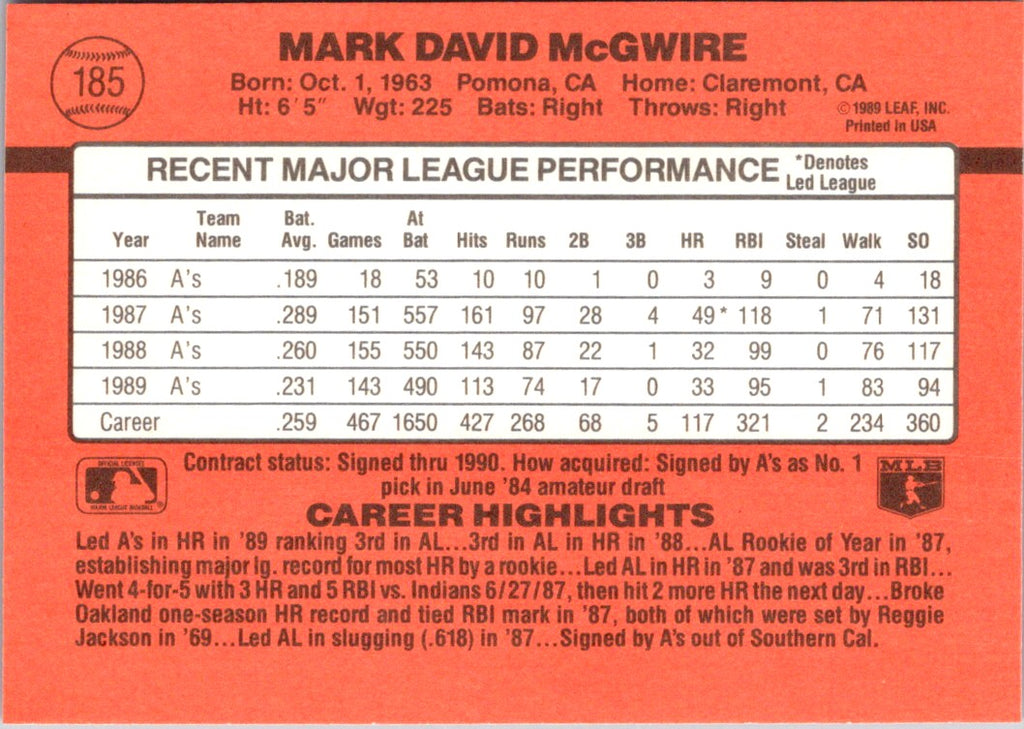 185
MARK DAVID McGWIRE
Born: Oct. 1, 1963 Pomona, CA Home: Claremont, CA
Ht: 6' 5" Wgt: 225 Bats: Right Throws: Right
©1989 LEAF, INC.
Printed in USA
RECENT MAJOR LEAGUE PERFORMANCE
*Denotes
Led League
Year Team Name Bat. Avg. Games At Bat Hits Runs 2B 3B HR RBI Steal Walk SO
1986 A's .189 18 53 10 10 1 0 3 9 0 4 18
1987 A's .289 151 557 161 97 28 4 49* 118 1 71 131
1988 A's .260 155 550 143 87 22 1 32 99 0 76 117
1989 A's .231 143 490 113 74 17 0 33 95 1 83 94
Career .259 467 1650 427 268 68 5 117 321 2 234 360
OFFICIAL LICENSEE
MAJOR LEAGUE BASEBALL
®
Contract status: Signed thru 1990. How acquired: Signed by A's as No. 1
pick in June '84 amateur draft
MLB
CAREER HIGHLIGHTS
Led A's in HR in '89 ranking 3rd in AL...3rd in AL in HR in '88...AL Rookie of Year in '87,
establishing major lg. record for most HR by a rookie...Led AL in HR in '87 and was 3rd in RBI...
Went 4-for-5 with 3 HR and 5 RBI vs. Indians 6/27/87, then hit 2 more HR the next day...Broke
Oakland one-season HR record and tied RBI mark in '87, both of which were set by Reggie
Jackson in '69...Led AL in slugging (.618) in '87...Signed by A's out of Southern Cal.